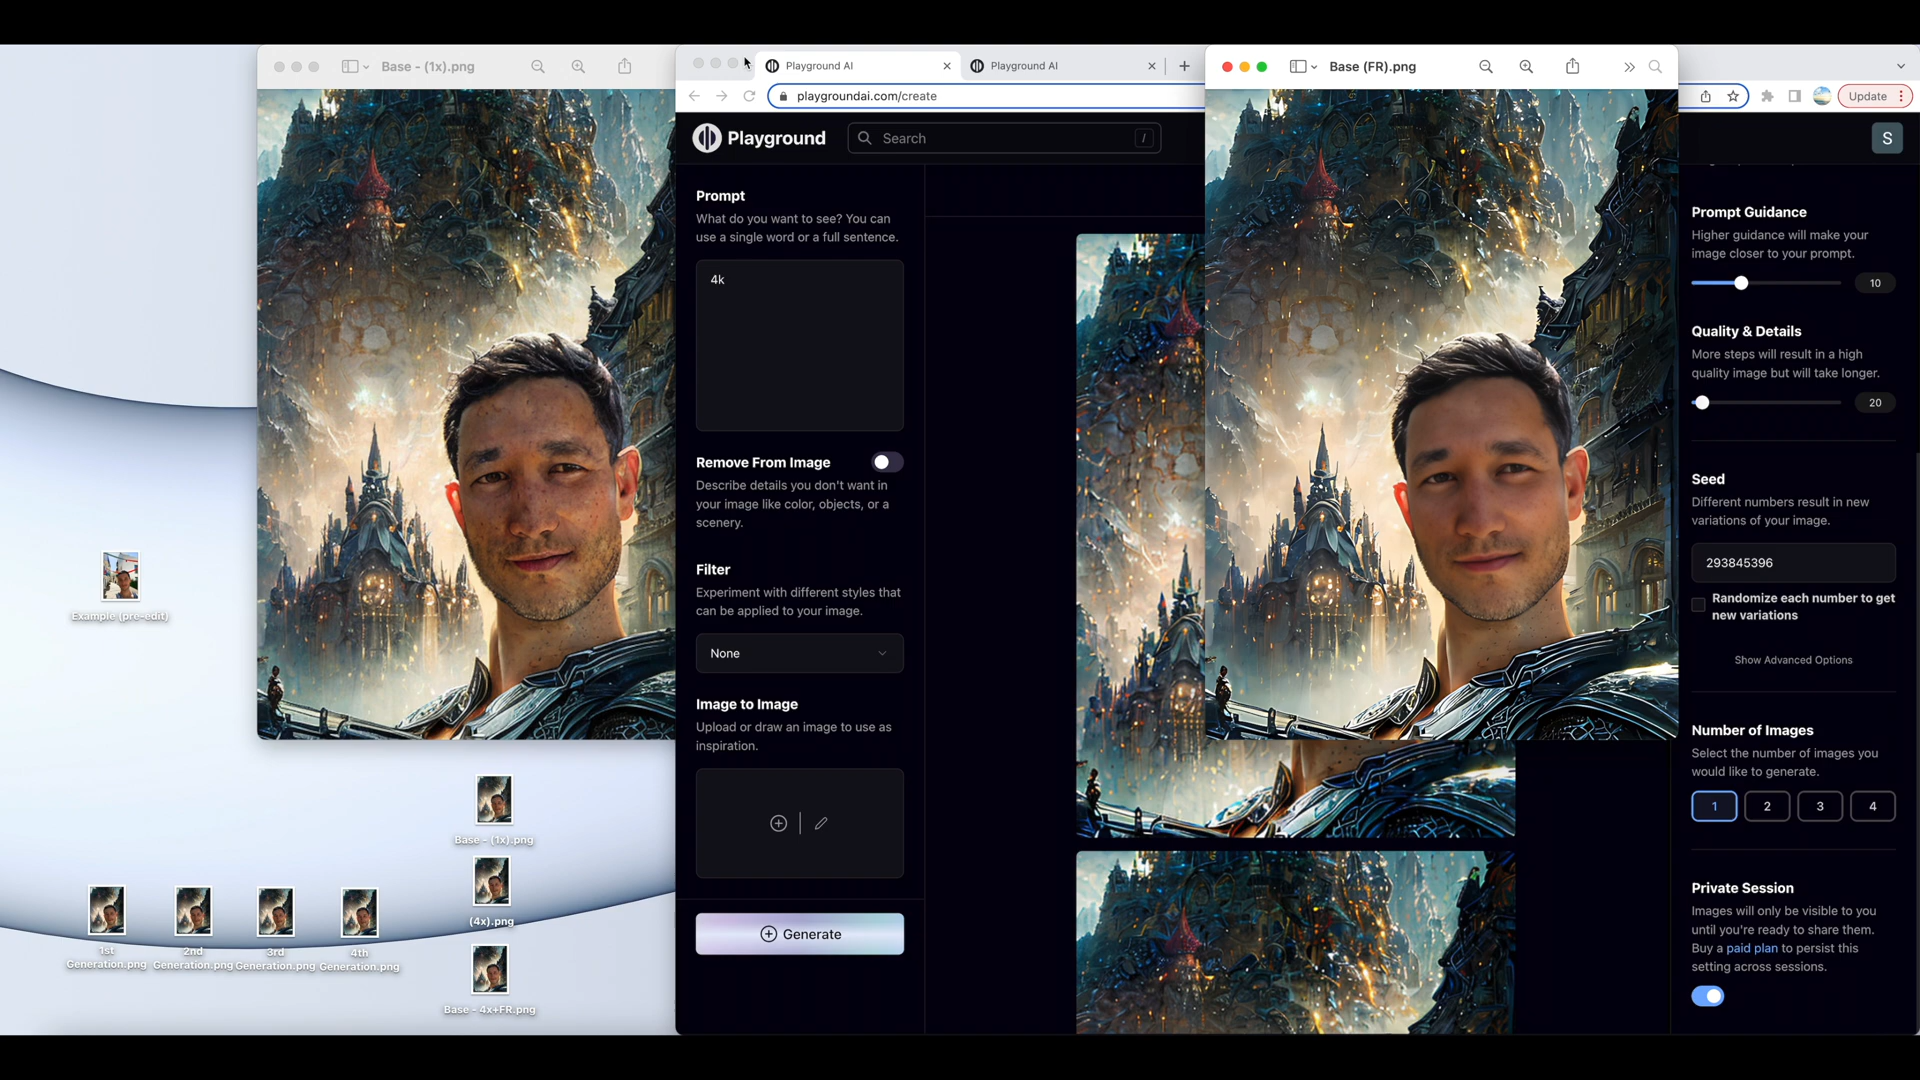 Base - (1x).png
Playground AI
Playground AI
Base (FR).png
playgroundai.com/create
Update
Playground
Search
/
S
Prompt
What do you want to see? You can
use a single word or a full sentence.
4k
Remove From Image
Describe details you don't want in
your image like color, objects, or a
scenery.
Filter
Experiment with different styles that
can be applied to your image.
None
Image to Image
Upload or draw an image to use as
inspiration.
Generate
Prompt Guidance
Higher guidance will make your
image closer to your prompt.
10
Quality & Details
More steps will result in a high
quality image but will take longer.
20
Seed
Different numbers result in new
variations of your image.
293845396
Randomize each number to get
new variations
Show Advanced Options
Number of Images
Select the number of images you
would like to generate.
1
2
3
4
Private Session
Images will only be visible to you
until you're ready to share them.
Buy a paid plan to persist this
setting across sessions.
Example (pre-edit)
Base - (1x).png
(4x).png
Base - 4x+FR.png
1st
Generation.png
2nd
Generation.png
3rd
Generation.png
4th
Generation.png